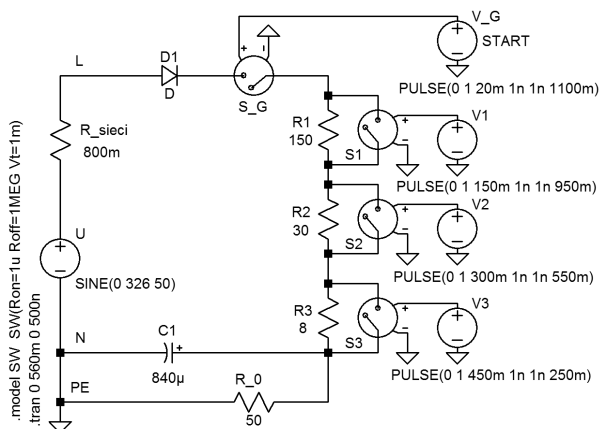 V_G
START
PULSE(0 1 20m 1n 1n 1100m)
L
D1
D
+ -
S_G
R_sieci
800m
R1
150
S1
+
-
V1
+
-
PULSE(0 1 150m 1n 1n 950m)
R2
30
S2
+
-
V2
+
-
PULSE(0 1 300m 1n 1n 550m)
U
+
-
SINE(0 326 50)
R3
8
S3
+
-
V3
+
-
PULSE(0 1 450m 1n 1n 250m)
N
C1
+
840µ
PE
R_0
50
.model SW SW(Ron=1u Roff=1MEG Vt=1m)
.tran 0 560m 0 500n